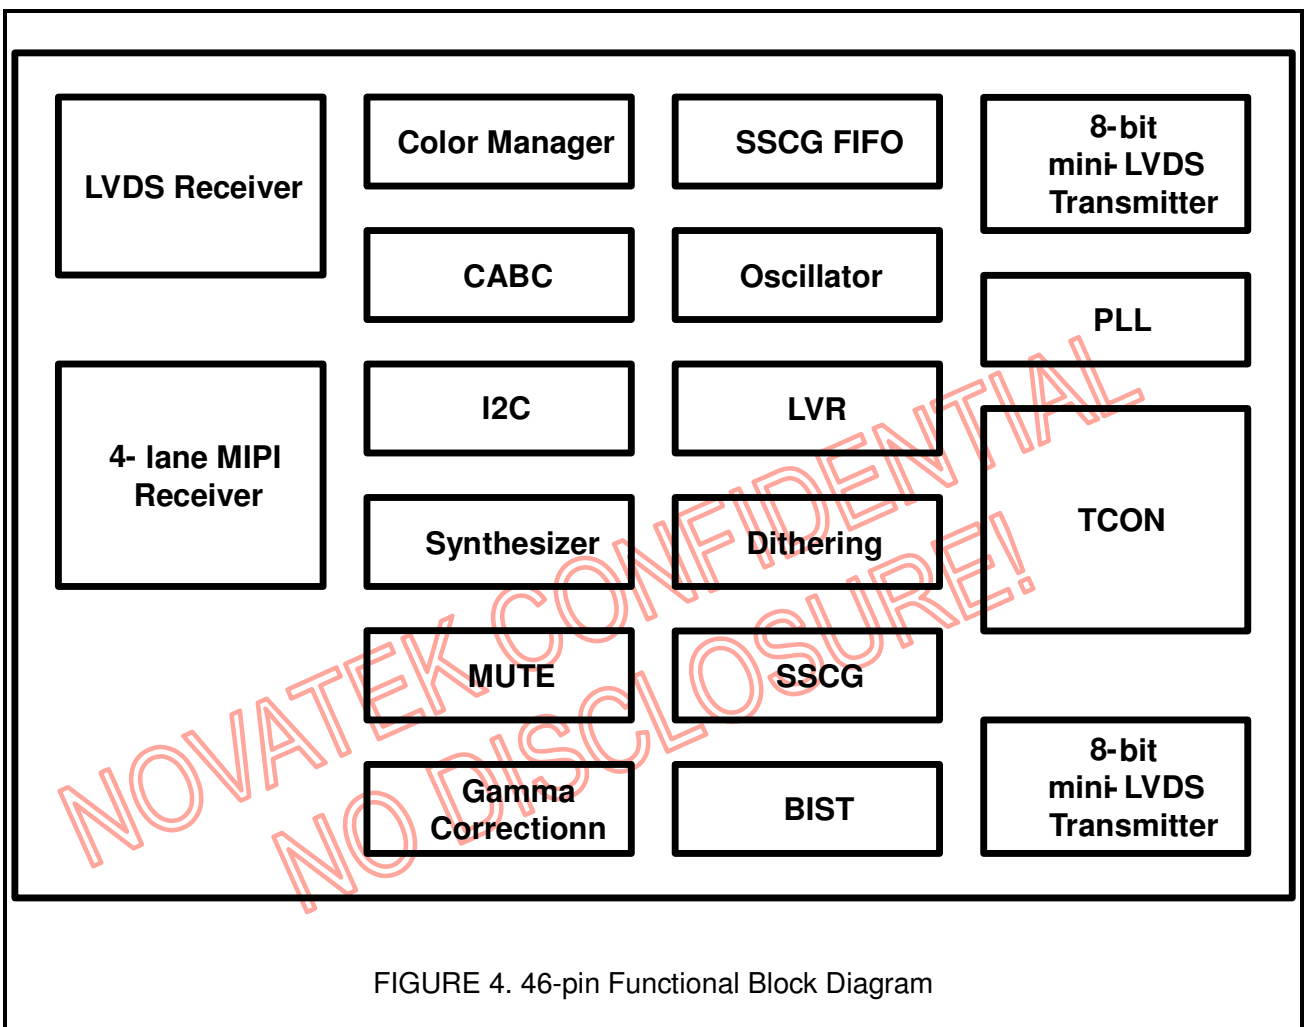 LVDS Receiver
Color Manager
SSCG FIFO
8-bit
mini-LVDS
Transmitter
CABC
Oscillator
PLL
4- lane MIPI
Receiver
I2C
LVR
TCON
Synthesizer
Dithering
MUTE
SSCG
8-bit
mini-LVDS
Transmitter
Gamma
Correctionn
BIST
NOVATEK CONFIDENTIAL
NO DISCLOSURE!
FIGURE 4. 46-pin Functional Block Diagram